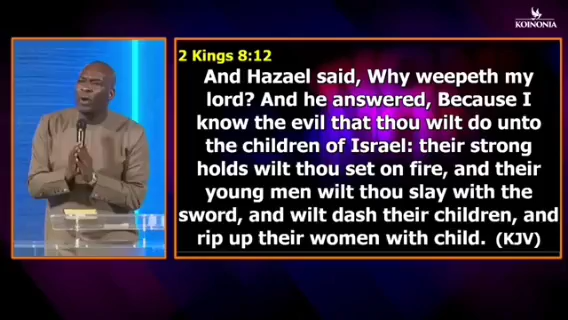 KOINONIA
2 Kings 8:12
And Hazael said, Why weepeth my
lord? And he answered, Because I
know the evil that thou wilt do unto
the children of Israel: their strong
holds wilt thou set on fire, and their
young men wilt thou slay with the
sword, and wilt dash their children, and
rip up their women with child. (KJV)